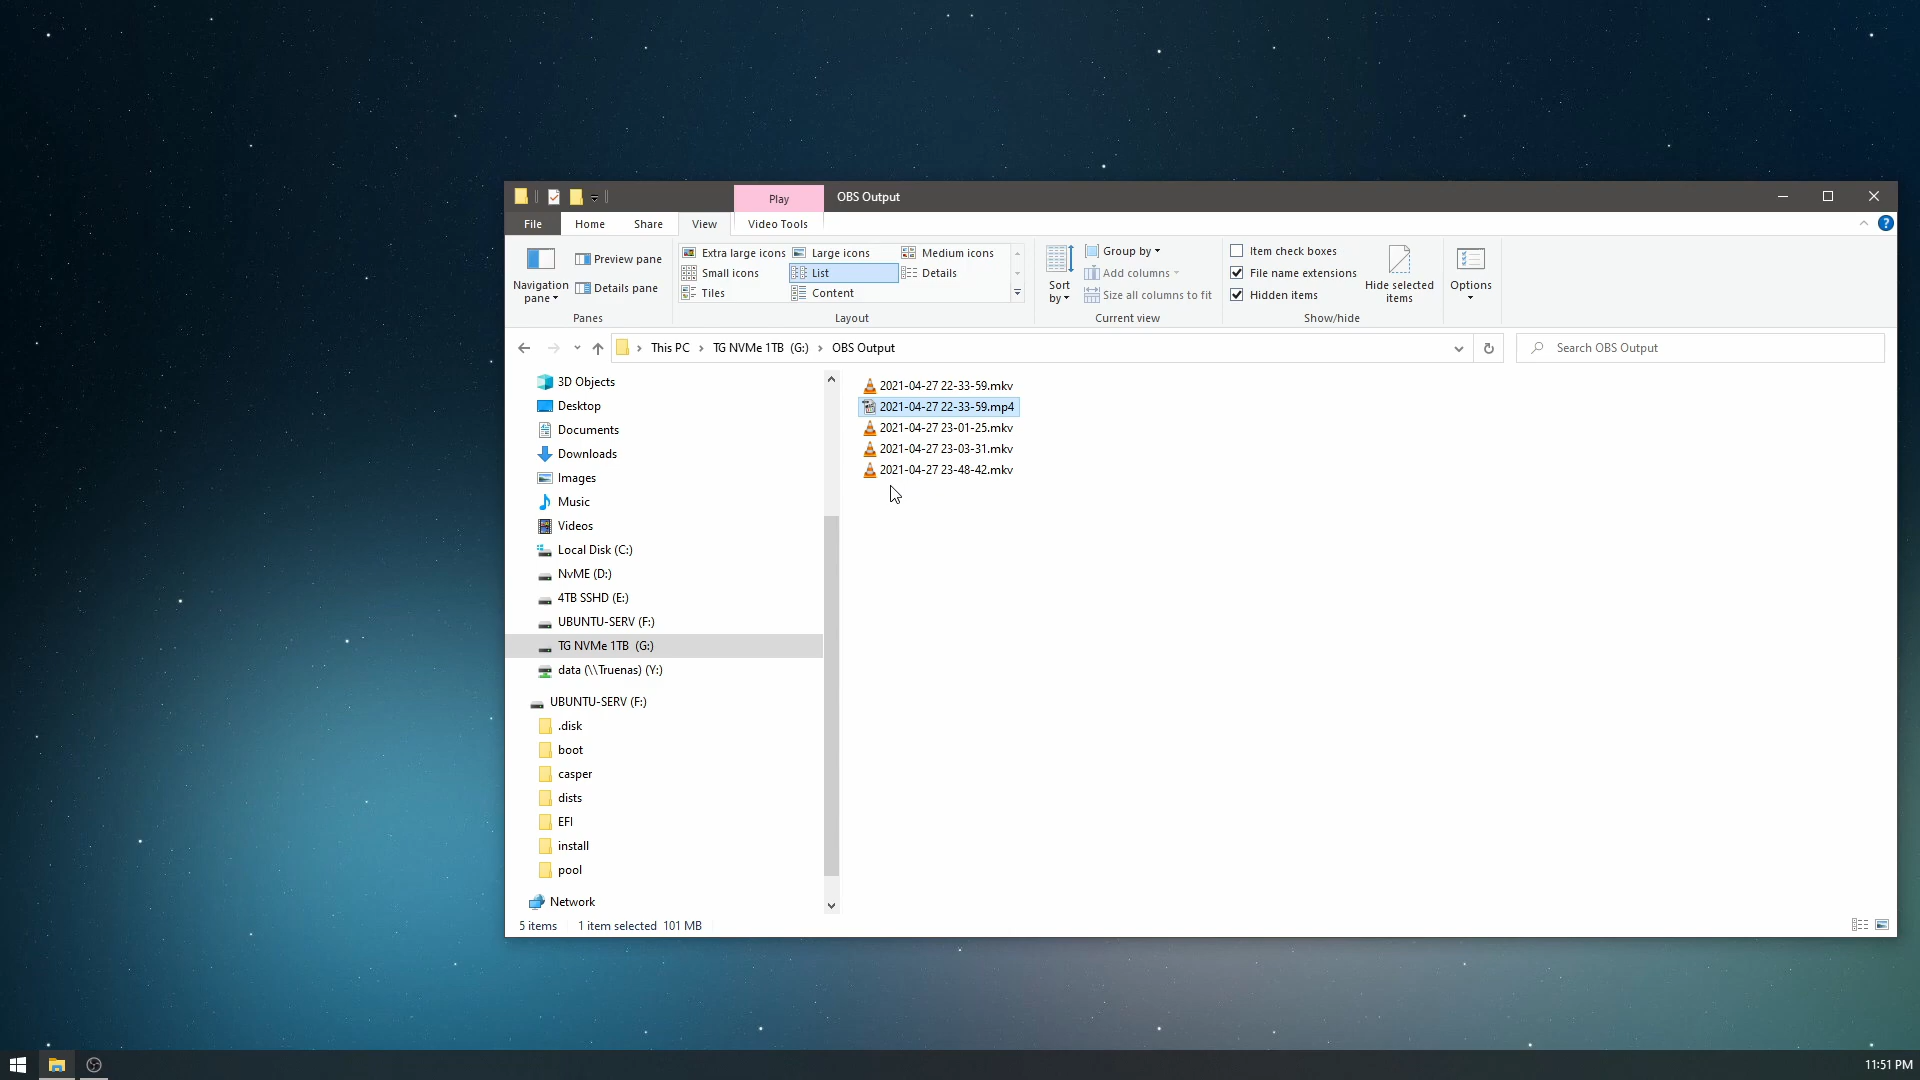 Play
OBS Output
File
Home
Share
View
Video Tools
Navigation pane
Preview pane
Details pane
Panes
Extra large icons
Large icons
Medium icons
Small icons
List
Details
Tiles
Content
Layout
Sort by
Group by
Add columns
Size all columns to fit
Current view
Item check boxes
File name extensions
Hidden items
Hide selected items
Show/hide
Options
This PC
TG NVMe 1TB (G:)
OBS Output
Search OBS Output
3D Objects
Desktop
Documents
Downloads
Images
Music
Videos
Local Disk (C:)
NvME (D:)
4TB SSHD (E:)
UBUNTU-SERV (F:)
TG NVMe 1TB (G:)
data (\\Truenas) (Y:)
UBUNTU-SERV (F:)
.disk
boot
casper
dists
EFI
install
pool
Network
2021-04-27 22-33-59.mkv
2021-04-27 22-33-59.mp4
2021-04-27 23-01-25.mkv
2021-04-27 23-03-31.mkv
2021-04-27 23-48-42.mkv
5 items
1 item selected 101 MB
11:51 PM